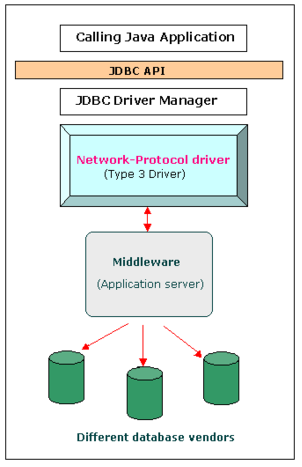 Calling Java Application
JDBC API
JDBC Driver Manager
Network-Protocol driver
(Type 3 Driver)
Middleware
(Application server)
Different database vendors